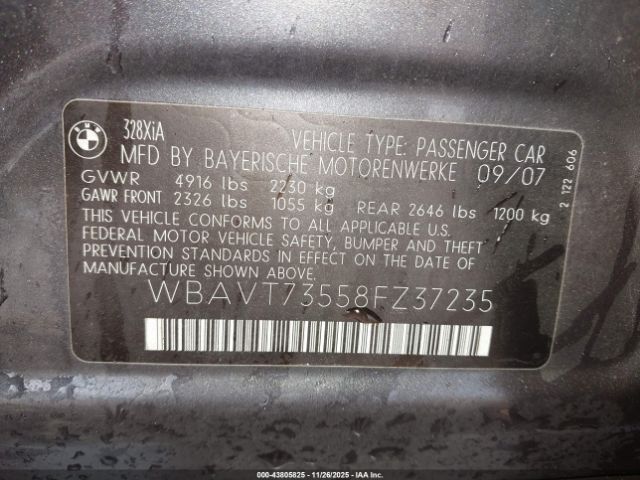 BMW
328XiA
VEHICLE TYPE: PASSENGER CAR
MFD BY BAYERISCHE MOTORENWERKE 09/07
GVWR 4916 lbs 2230 kg
GAWR FRONT 2326 lbs 1055 kg REAR 2646 lbs 1200 kg
THIS VEHICLE CONFORMS TO ALL APPLICABLE U.S.
FEDERAL MOTOR VEHICLE SAFETY, BUMPER AND THEFT
PREVENTION STANDARDS IN EFFECT ON THE DATE OF
MANUFACTURE SHOWN ABOVE.
WBAVT73558FZ37235
2 122 606
000-43805825 - 11/26/2025 - IAAI.COM